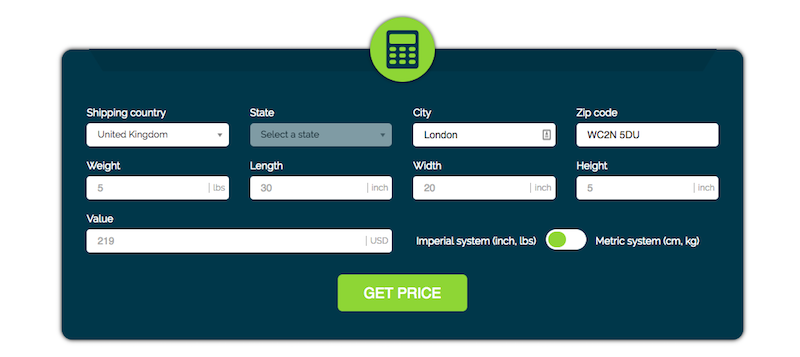 Shipping country State City Zip code
United Kingdom Select a state London WC2N 5DU
Weight Length Width Height
5 | lbs 30 | inch 20 | inch 5 | inch
Value
219 | USD Imperial system (inch, lbs) Metric system (cm, kg)
GET PRICE